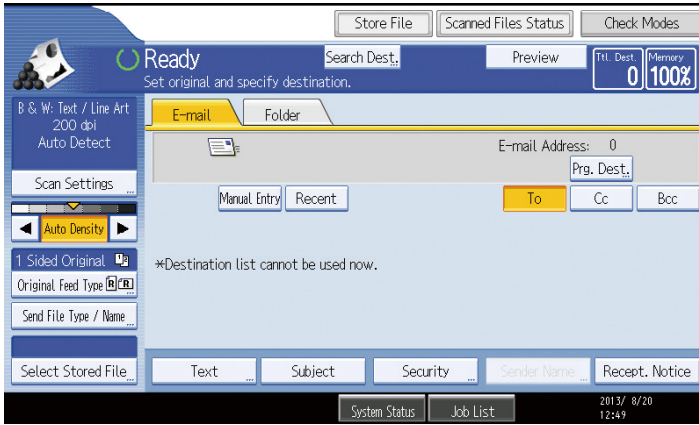 Store File
Scanned Files Status
Check Modes
Ready
Search Dest.
Preview
Ttl. Dest.
0
Memory
100%
Set original and specify destination.
B & W: Text / Line Art
200 dpi
Auto Detect
Scan Settings
Auto Density
1 Sided Original
Original Feed Type
Send File Type / Name
Select Stored File
E-mail
Folder
E-mail Address: 0
Prg. Dest.
Manual Entry
Recent
To
Cc
Bcc
*Destination list cannot be used now.
Text
Subject
Security
Sender Name
Recept. Notice
System Status
Job List
2013/ 8/20
12:49